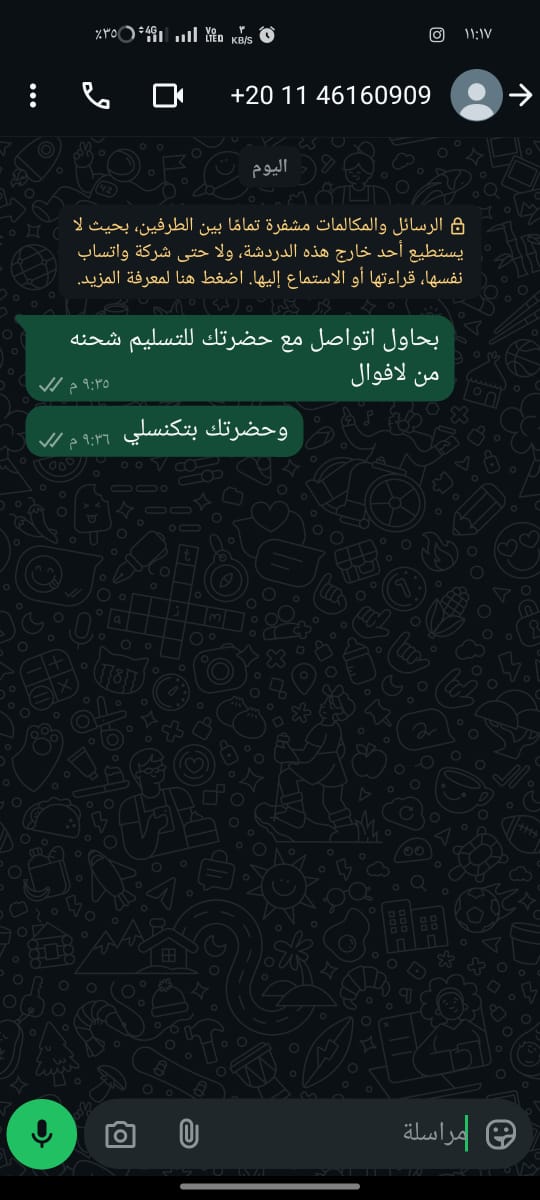 ١١:١٧
٣ KB/S
Vo LTE
4G
٪٣٥
+20 11 46160909
اليوم
الرسائل والمكالمات مشفرة تمامًا بين الطرفين، بحيث لا
يستطيع أحد خارج هذه الدردشة، ولا حتى شركة واتساب
نفسها، قراءتها أو الاستماع إليها. اضغط هنا لمعرفة المزيد.
بحاول اتواصل مع حضرتك للتسليم شحنه
من لافوال
٩:٣٥ م
وحضرتك بتكنسلي
٩:٣٦ م
مراسلة